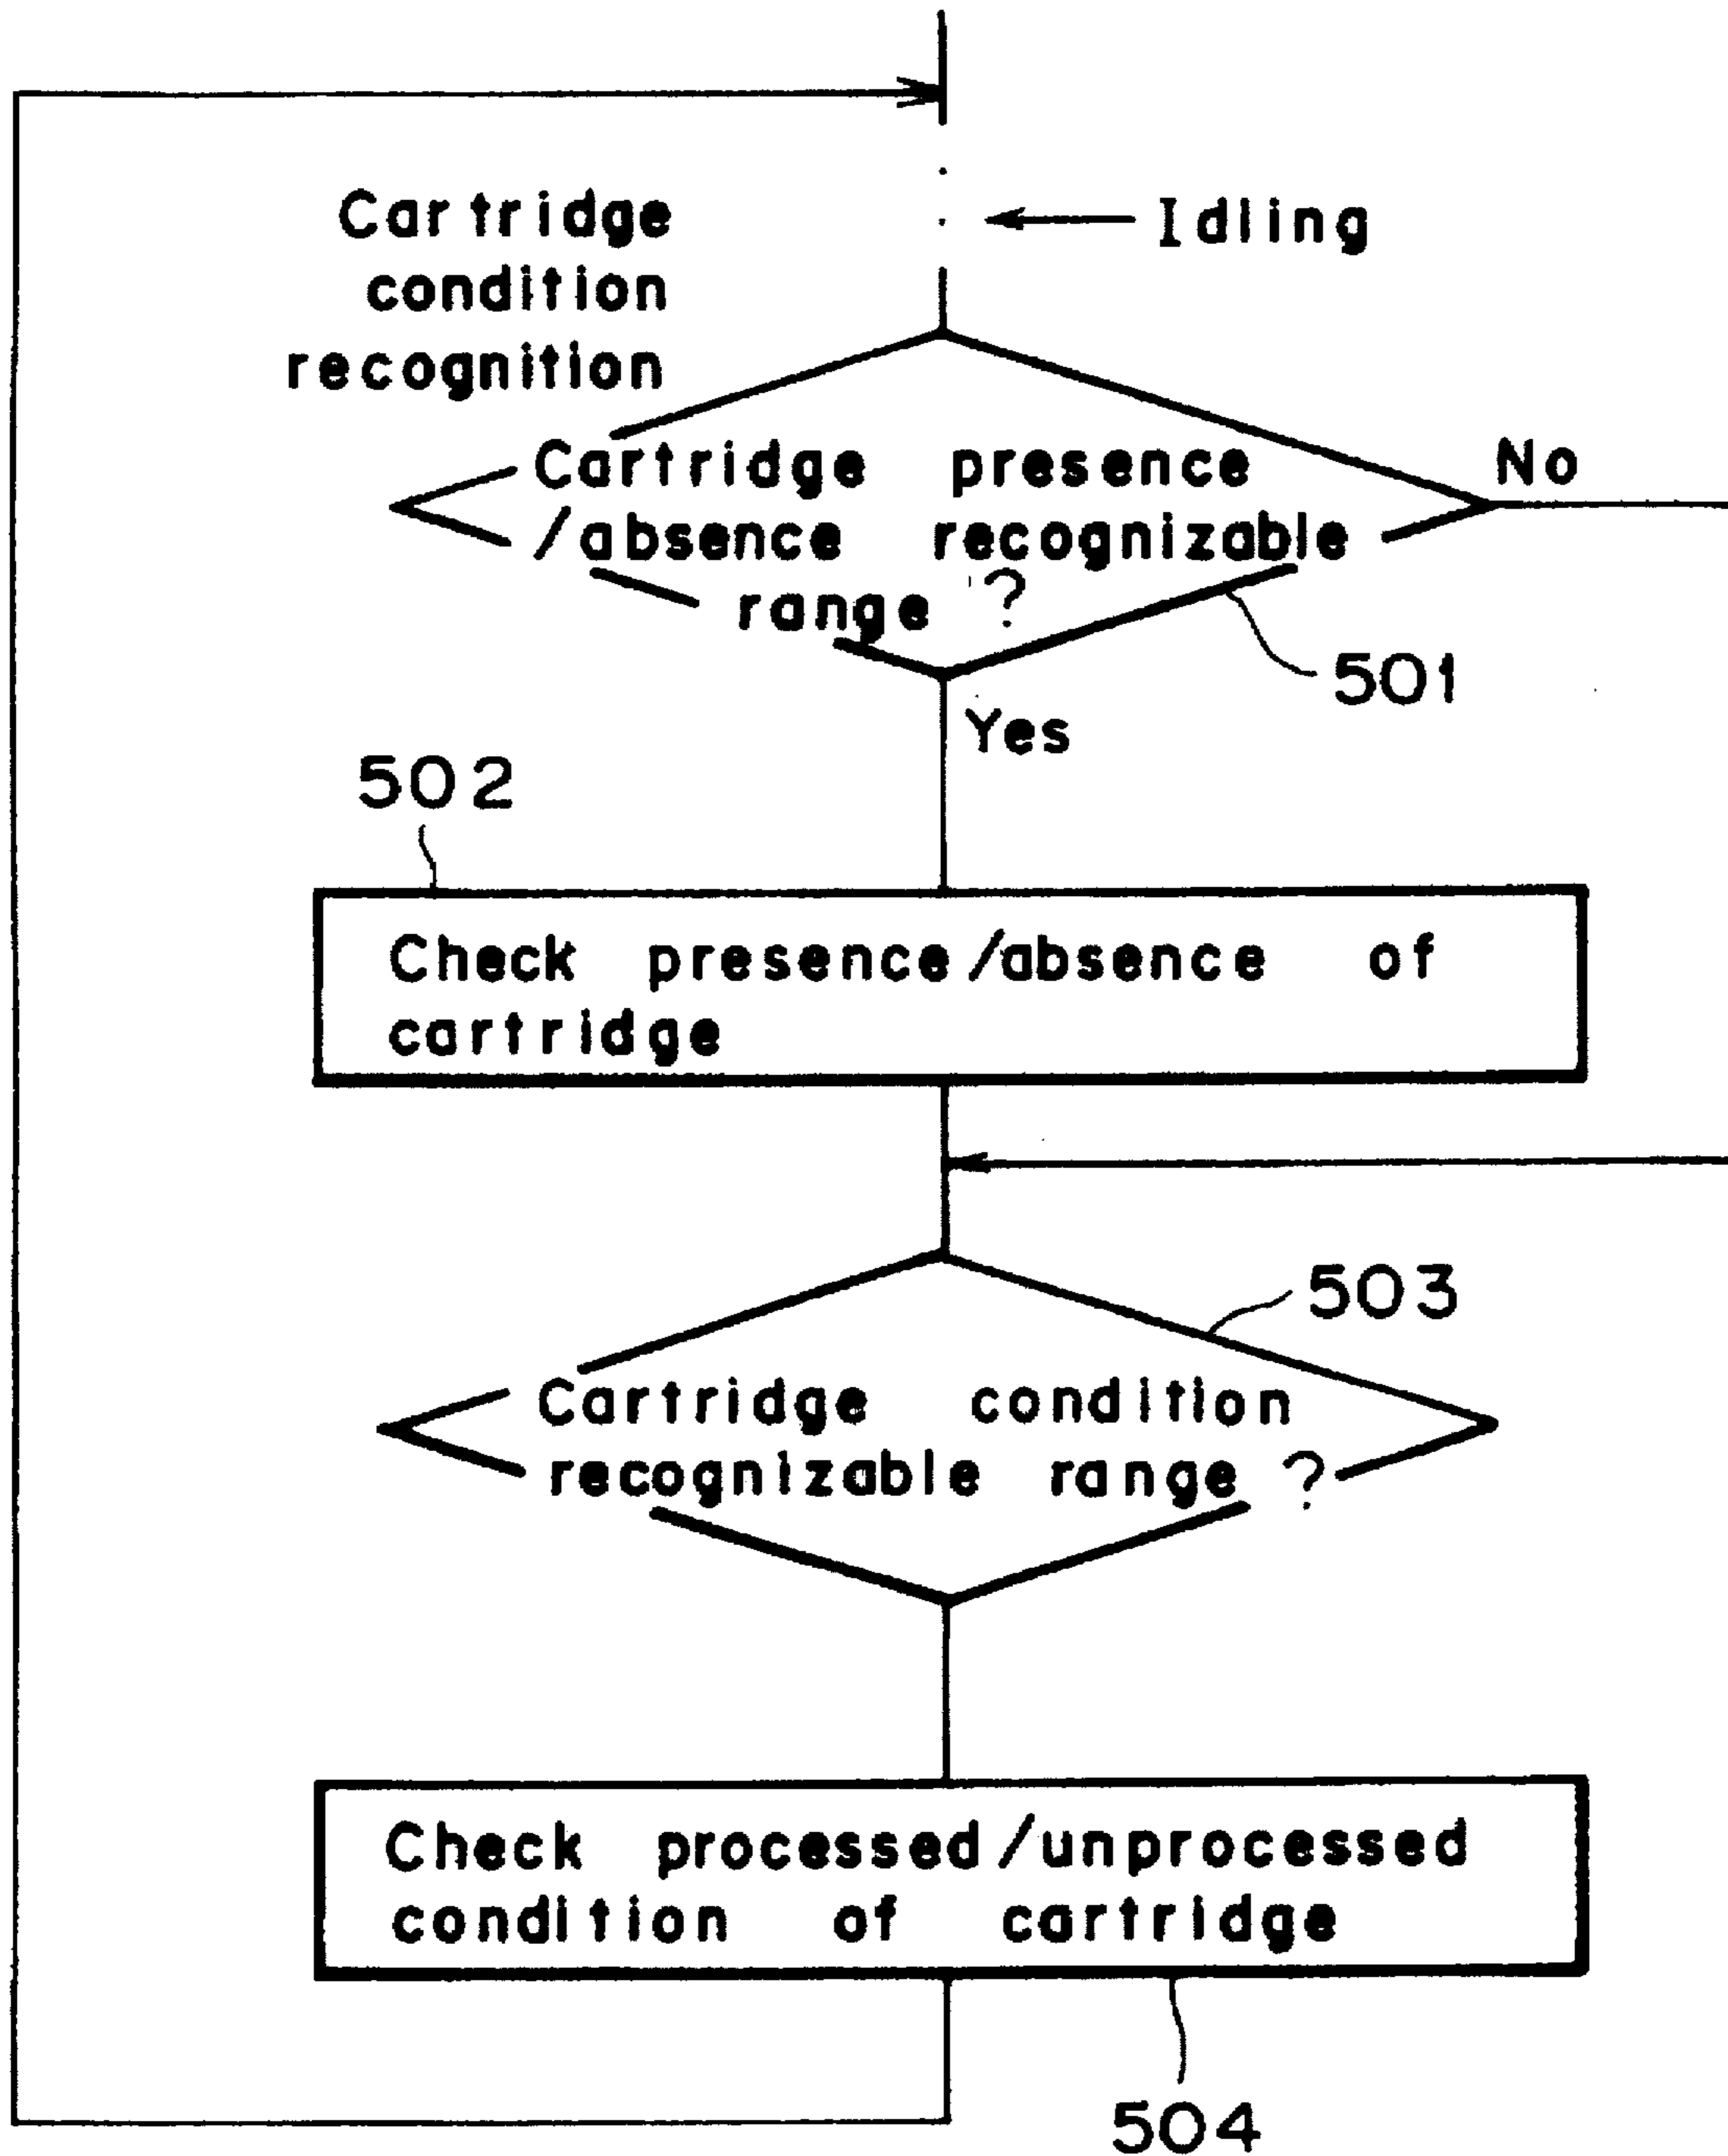 Cartridge
condition
recognition
Idling
Cartridge presence
/absence recognizable
range ?
No
501
Yes
502
Check presence/absence of
cartridge
503
Cartridge condition
recognizable range ?
Check processed/unprocessed
condition of cartridge
504